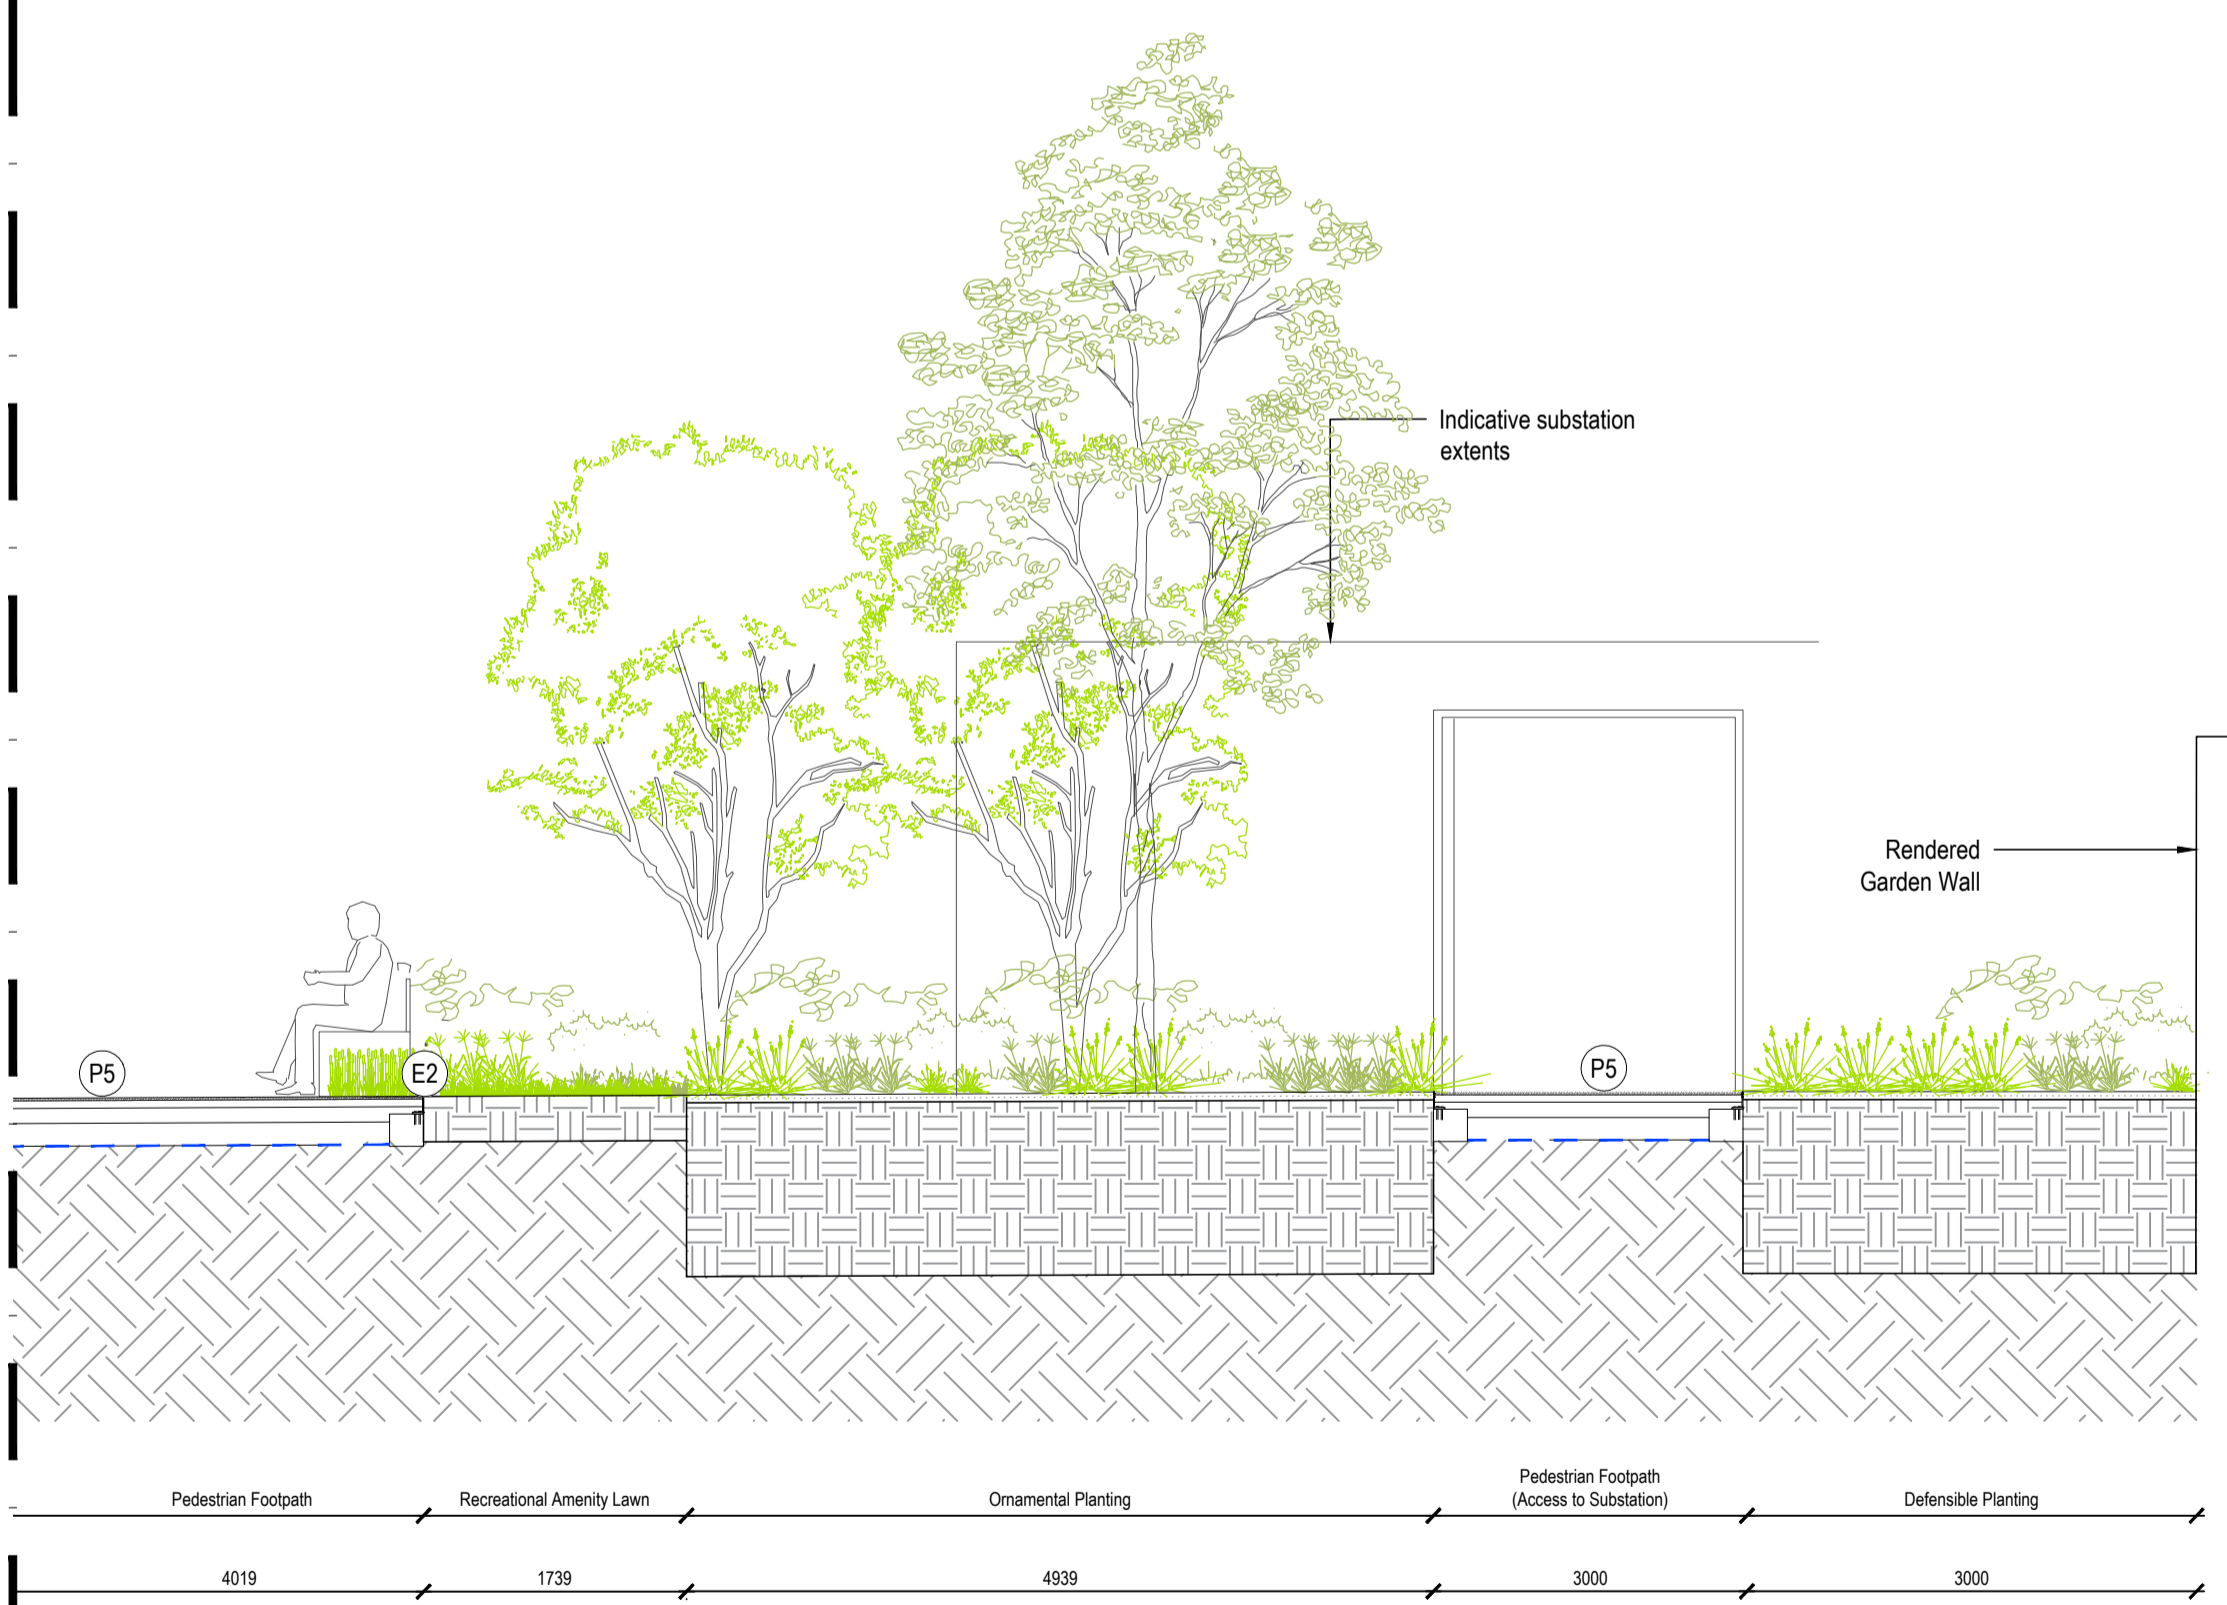 Indicative substation
extents
Rendered
Garden Wall
P5
E2
P5
Pedestrian Footpath
Recreational Amenity Lawn
Ornamental Planting
Pedestrian Footpath
(Access to Substation)
Defensible Planting
4019
1739
4939
3000
3000